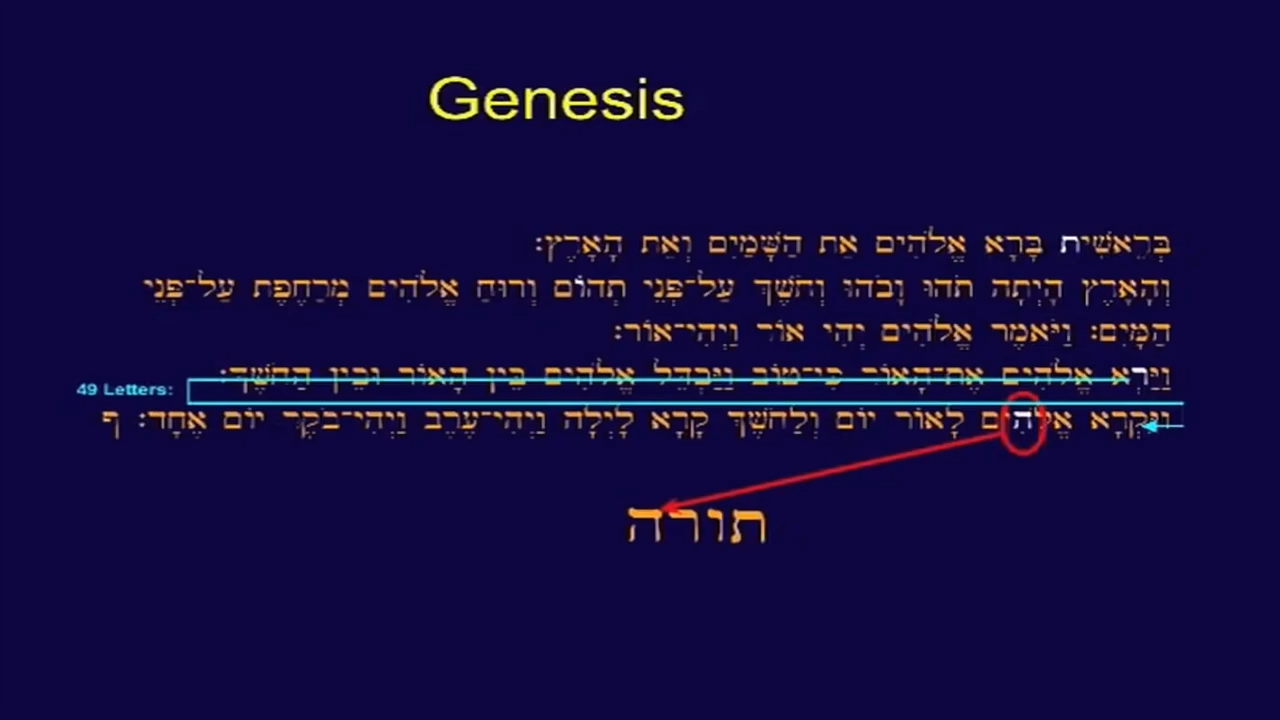 Genesis
בְּרֵאשִׁית בָּרָא אֱלֹהִים אֵת הַשָּׁמַיִם וְאֵת הָאָרֶץ׃
וְהָאָרֶץ הָיְתָה תֹהוּ וָבֹהוּ וְחֹשֶׁךְ עַל־פְּנֵי תְהוֹם וְרוּחַ אֱלֹהִים מְרַחֶפֶת עַל־פְּנֵי
הַמָּיִם׃ וַיֹּאמֶר אֱלֹהִים יְהִי אוֹר וַיְהִי־אוֹר׃
וַיַּרְא אֱלֹהִים אֶת־הָאוֹר כִּי־טוֹב וַיַּבְדֵּל אֱלֹהִים בֵּין הָאוֹר וּבֵין הַחֹשֶׁךְ׃
49 Letters:
וַיִּקְרָא אֱלֹהִים לָאוֹר יוֹם וְלַחֹשֶׁךְ קָרָא לָיְלָה וַיְהִי־עֶרֶב וַיְהִי־בֹקֶר יוֹם אֶחָד׃ ף
תורה